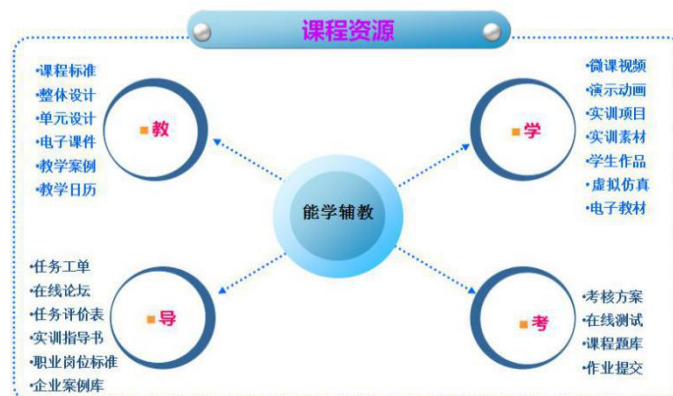 课程资源
·课程标准
·整体设计
·单元设计
·电子课件
·教学案例
·教学日历
■教
·微课视频
·演示动画
·实训项目
·实训素材
·学生作品
·虚拟仿真
·电子教材
■学
能学辅教
·任务工单
·在线论坛
·任务评价表
·实训指导书
·职业岗位标准
·企业案例库
■导
·考核方案
·在线测试
·课程题库
·作业提交
■考